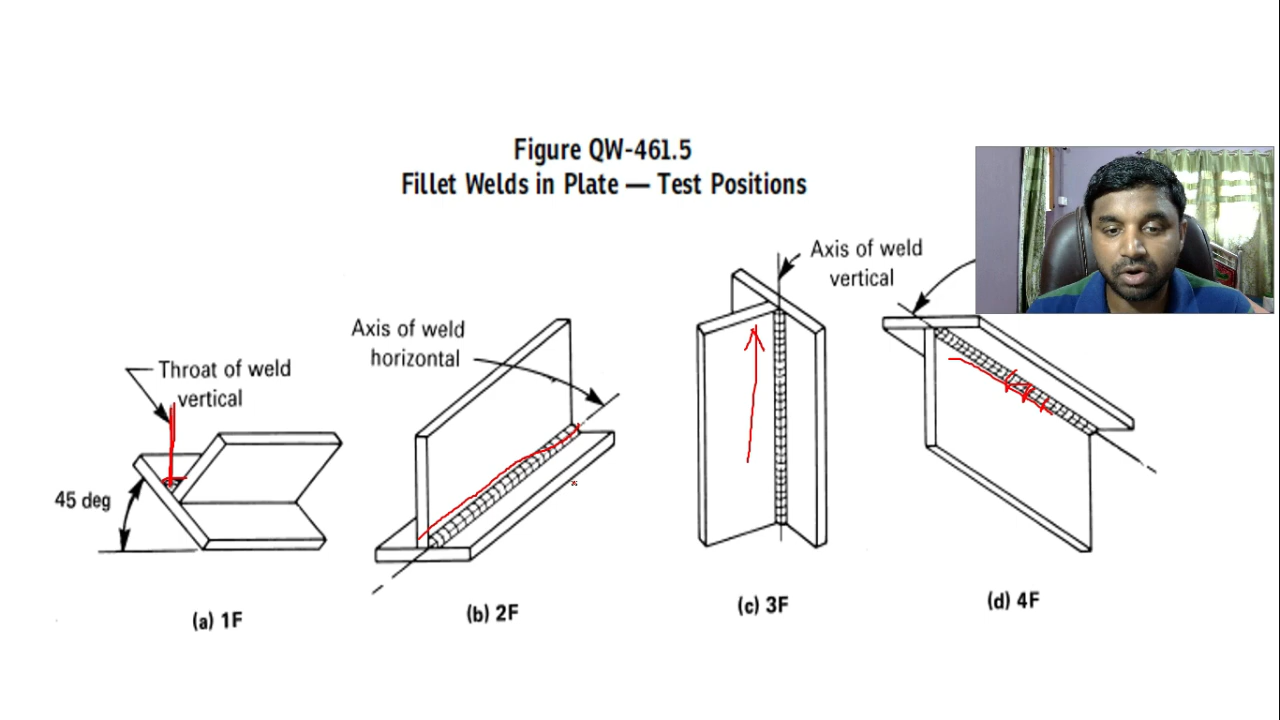 Figure QW-461.5
Fillet Welds in Plate — Test Positions
Axis of weld
vertical
Axis of weld
horizontal
Throat of weld
vertical
45 deg
(a) 1F
(b) 2F
(c) 3F
(d) 4F